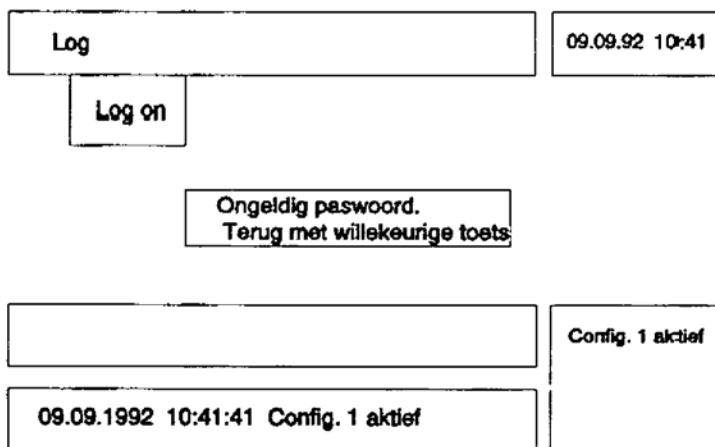 Log
09.09.92 10:41
Log on
Ongeldig paswoord.
Terug met willekeurige toets
Config. 1 aktief
09.09.1992 10:41:41 Config. 1 aktief